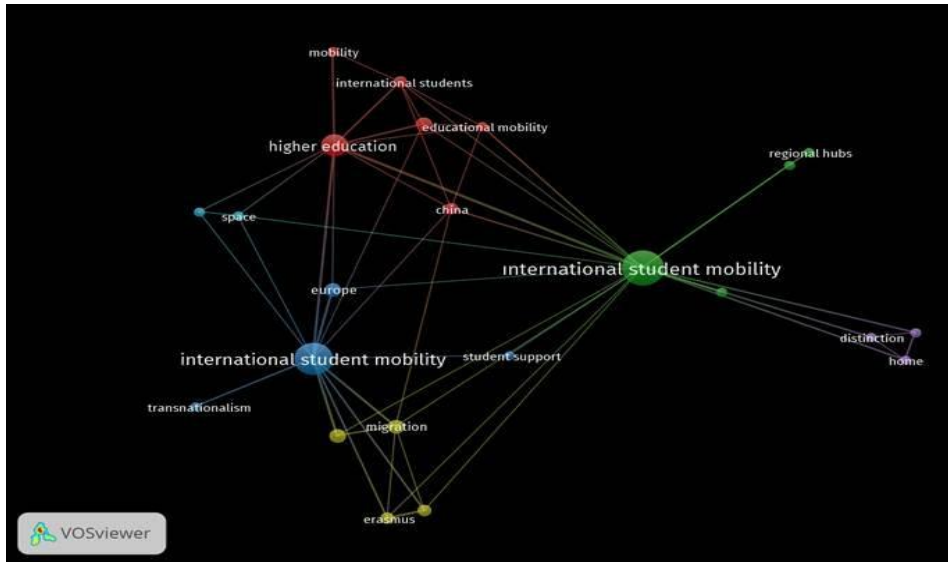 mobility
international students
educational mobility
higher education
regional hubs
china
space
international student mobility
europe
distinction
international student mobility
student support
home
transnationalism
migration
erasmus
VOSviewer